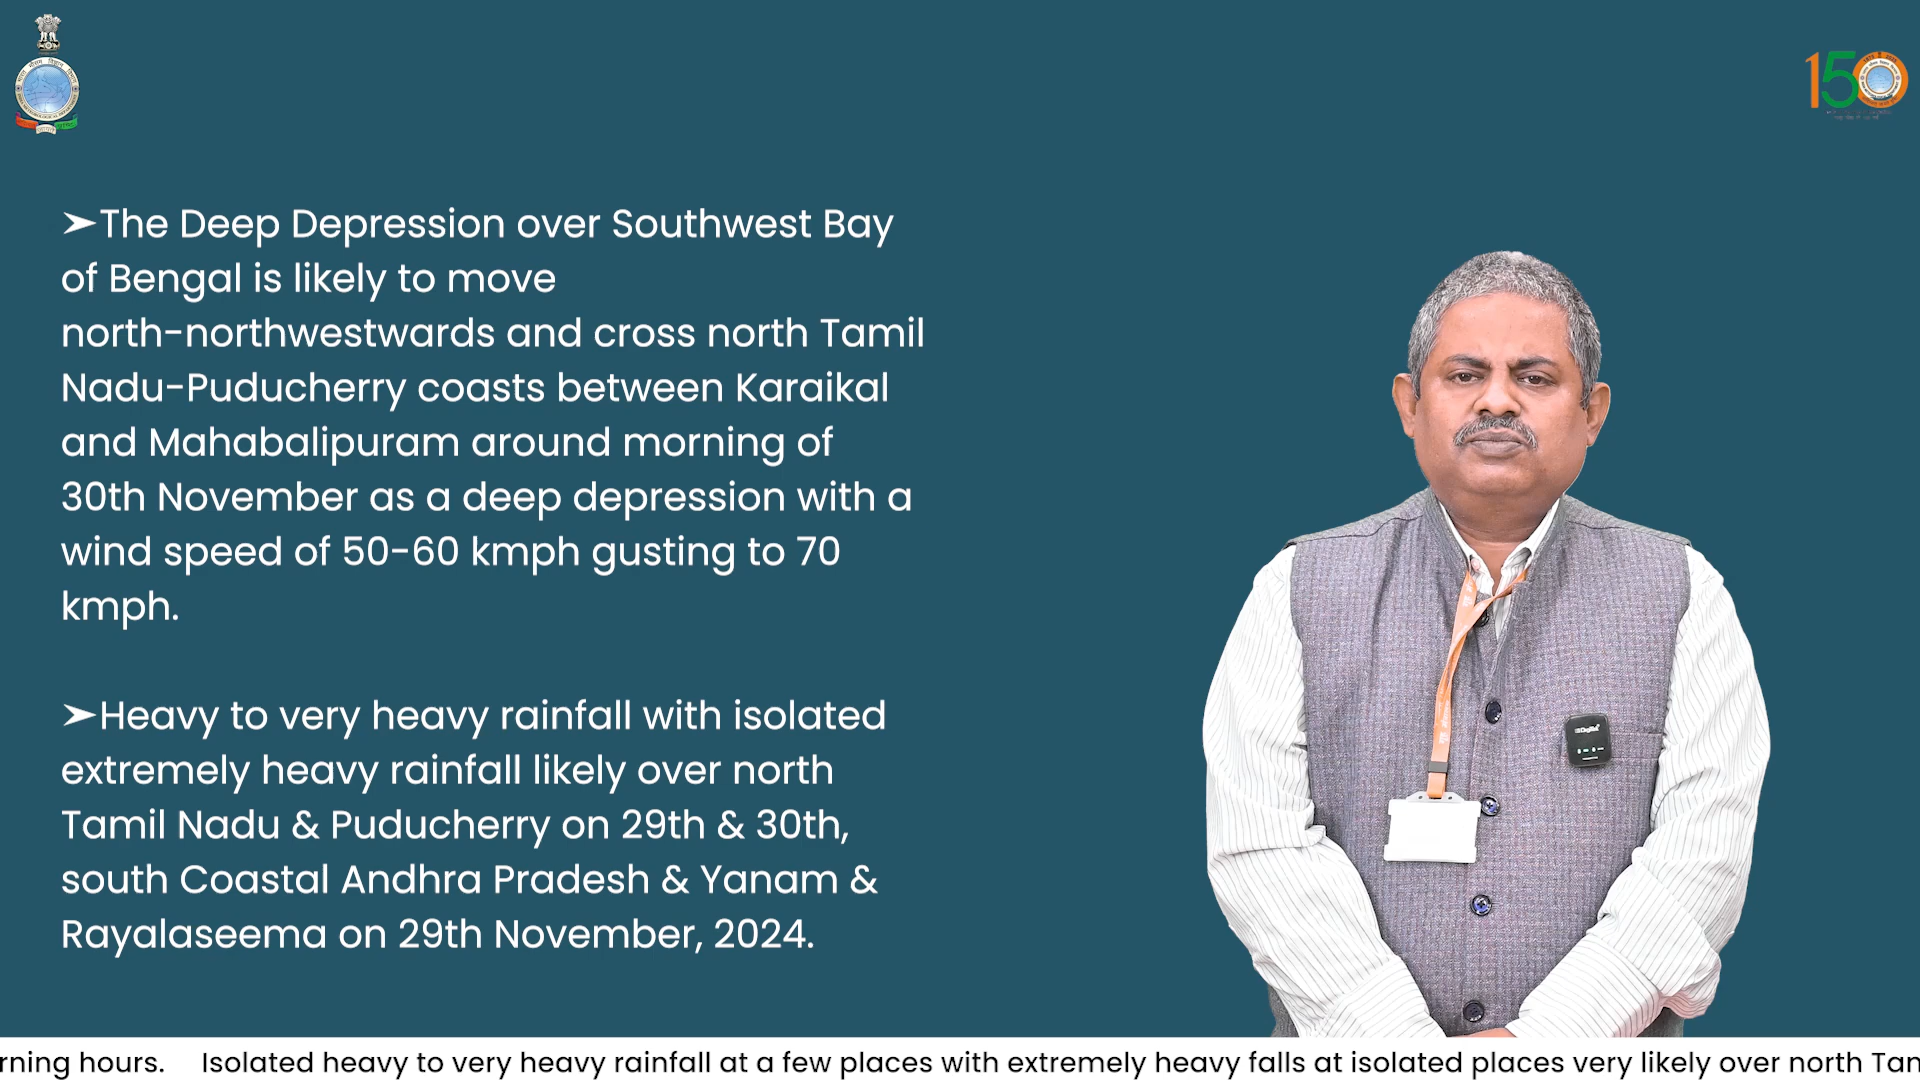 150
➤The Deep Depression over Southwest Bay
of Bengal is likely to move
north-northwestwards and cross north Tamil
Nadu-Puducherry coasts between Karaikal
and Mahabalipuram around morning of
30th November as a deep depression with a
wind speed of 50-60 kmph gusting to 70
kmph.
➤Heavy to very heavy rainfall with isolated
extremely heavy rainfall likely over north
Tamil Nadu & Puducherry on 29th & 30th,
south Coastal Andhra Pradesh & Yanam &
Rayalaseema on 29th November, 2024.
rning hours. Isolated heavy to very heavy rainfall at a few places with extremely heavy falls at isolated places very likely over north Tan